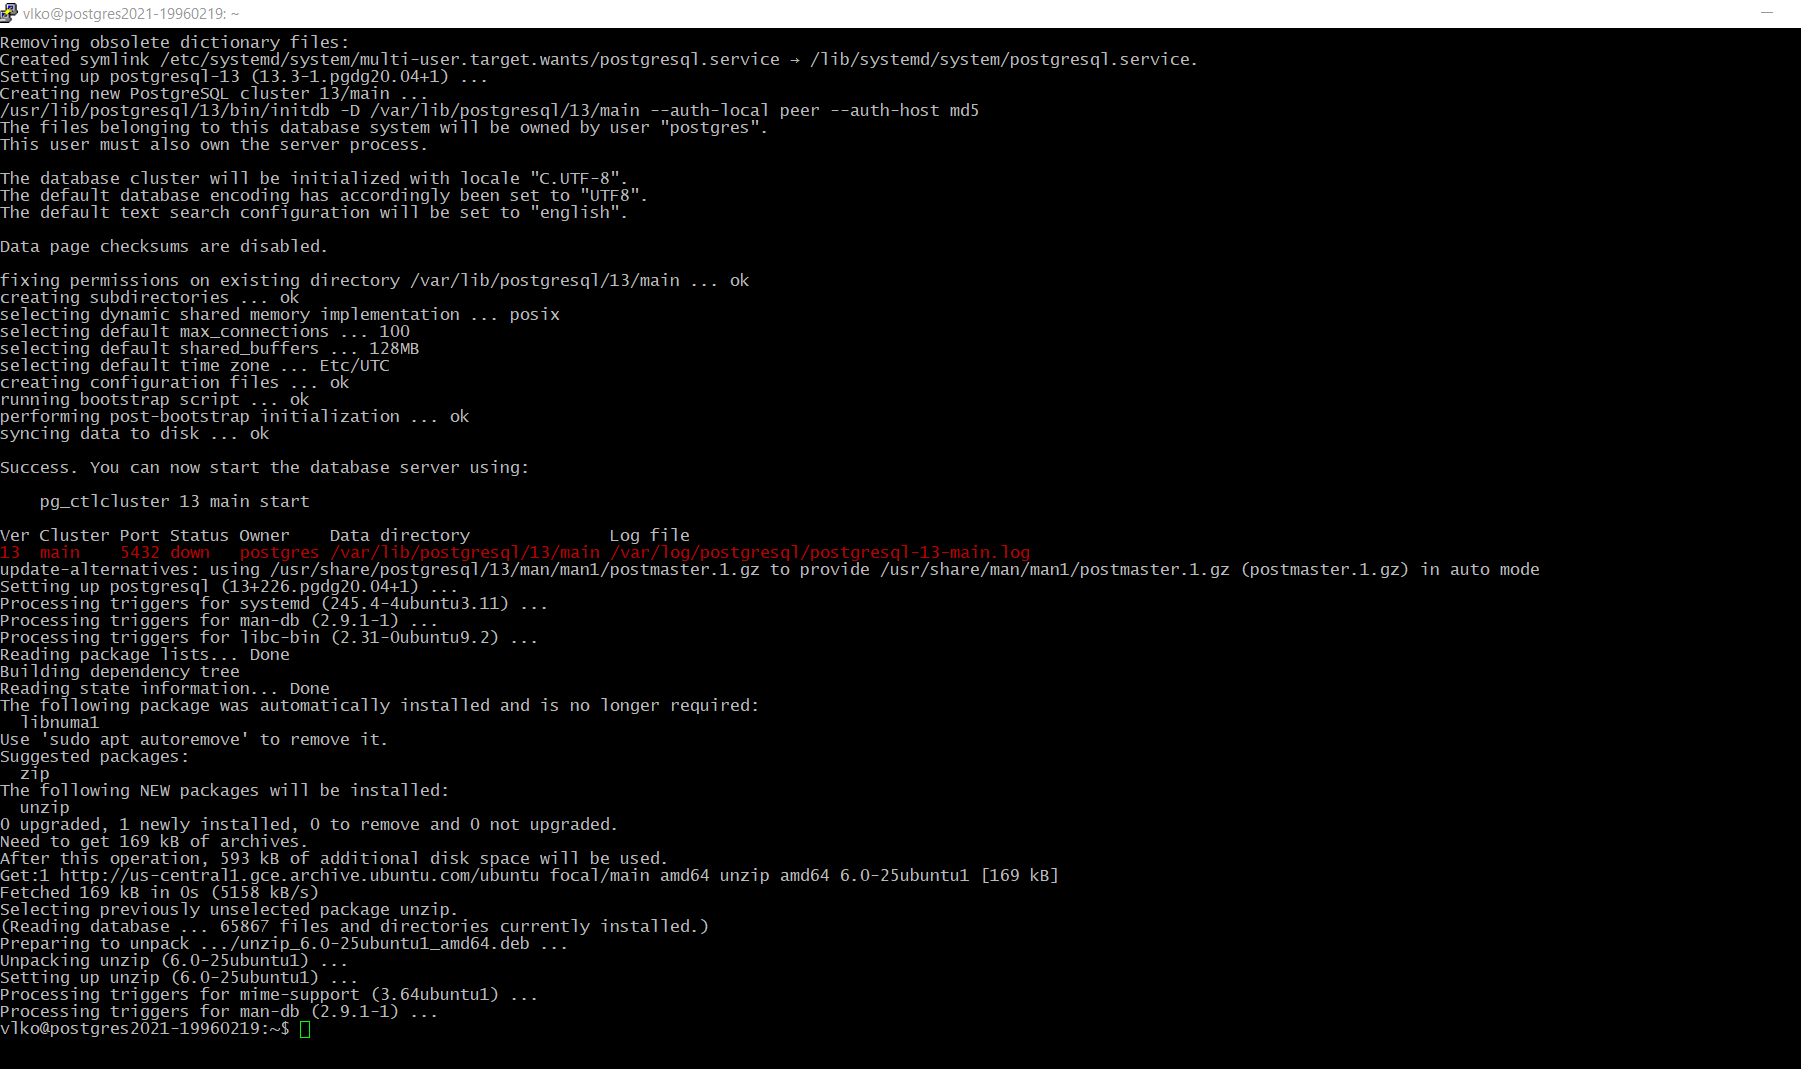 vlko@postgres2021-19960219: ~
Removing obsolete dictionary files:
Created symlink /etc/systemd/system/multi-user.target.wants/postgresql.service → /lib/systemd/system/postgresql.service.
Setting up postgresql-13 (13.3-1.pgdg20.04+1) ...
Creating new PostgreSQL cluster 13/main ...
/usr/lib/postgresql/13/bin/initdb -D /var/lib/postgresql/13/main --auth-local peer --auth-host md5
The files belonging to this database system will be owned by user "postgres".
This user must also own the server process.

The database cluster will be initialized with locale "C.UTF-8".
The default database encoding has accordingly been set to "UTF8".
The default text search configuration will be set to "english".

Data page checksums are disabled.

fixing permissions on existing directory /var/lib/postgresql/13/main ... ok
creating subdirectories ... ok
selecting dynamic shared memory implementation ... posix
selecting default max_connections ... 100
selecting default shared_buffers ... 128MB
selecting default time zone ... Etc/UTC
creating configuration files ... ok
running bootstrap script ... ok
performing post-bootstrap initialization ... ok
syncing data to disk ... ok

Success. You can now start the database server using:

    pg_ctlcluster 13 main start

Ver Cluster Port Status Owner    Data directory              Log file
13  main    5432 down   postgres /var/lib/postgresql/13/main /var/log/postgresql/postgresql-13-main.log
update-alternatives: using /usr/share/postgresql/13/man/man1/postmaster.1.gz to provide /usr/share/man/man1/postmaster.1.gz (postmaster.1.gz) in auto mode
Setting up postgresql (13+226.pgdg20.04+1) ...
Processing triggers for systemd (245.4-4ubuntu3.11) ...
Processing triggers for man-db (2.9.1-1) ...
Processing triggers for libc-bin (2.31-0ubuntu9.2) ...
Reading package lists... Done
Building dependency tree
Reading state information... Done
The following package was automatically installed and is no longer required:
  libnuma1
Use 'sudo apt autoremove' to remove it.
Suggested packages:
  zip
The following NEW packages will be installed:
  unzip
0 upgraded, 1 newly installed, 0 to remove and 0 not upgraded.
Need to get 169 kB of archives.
After this operation, 593 kB of additional disk space will be used.
Get:1 http://us-central1.gce.archive.ubuntu.com/ubuntu focal/main amd64 unzip amd64 6.0-25ubuntu1 [169 kB]
Fetched 169 kB in 0s (5158 kB/s)
Selecting previously unselected package unzip.
(Reading database ... 65867 files and directories currently installed.)
Preparing to unpack .../unzip_6.0-25ubuntu1_amd64.deb ...
Unpacking unzip (6.0-25ubuntu1) ...
Setting up unzip (6.0-25ubuntu1) ...
Processing triggers for mime-support (3.64ubuntu1) ...
Processing triggers for man-db (2.9.1-1) ...
vlko@postgres2021-19960219:~$